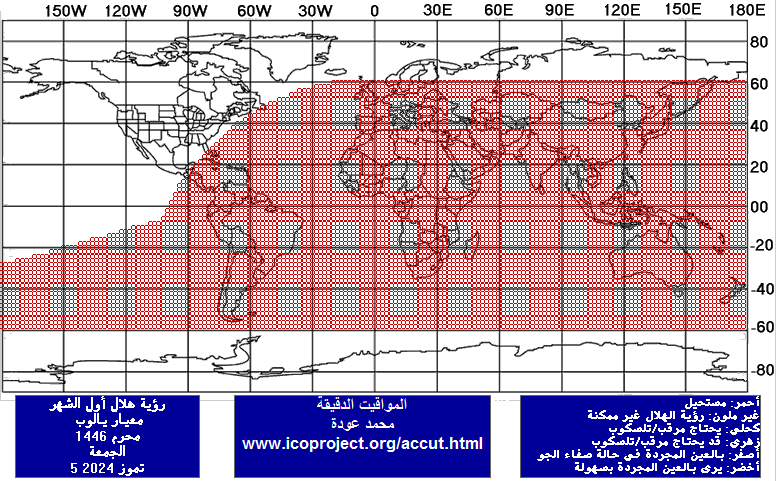 150W 120W 90W 60W 30W 0 30E 60E 90E 120E 150E 180E
80
60
40
20
00
-20
-40
-60
-80
رؤية هلال أول الشهر
معيار يالوب
محرم 1446
الجمعة
5 تموز 2024
المواقيت الدقيقة
محمد عودة
www.icoproject.org/accut.html
أحمر: مستحيل
غير ملون: رؤية الهلال غير ممكنة
كحلي: يحتاج مرقب/تلسكوب
زهري: قد يحتاج مرقب/تلسكوب
أصفر: بالعين المجردة في حالة صفاء الجو
أخضر: يرى بالعين المجردة بسهولة